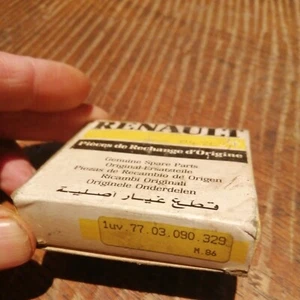 RENAULT
Pièces de Rechange d'Origine
Genuine Spare Parts
Original-Ersatzteile
Piezas de Recambio de Origen
Ricambi Originali
Originele Onderdelen
قطع غيار أصلية
1uv.77.03.090.329
M.86